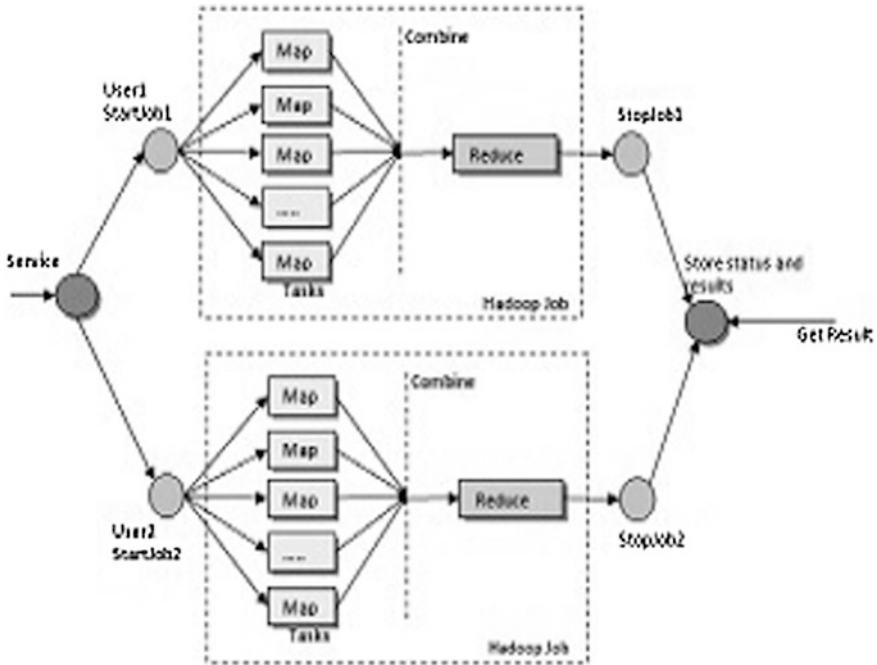 Service
User1
StartJob1
Map
Map
Map
.....
Map
Tasks
Combine
Reduce
Hadoop Job
StopJob1
User2
StartJob2
Map
Map
Map
.....
Map
Tasks
Combine
Reduce
Hadoop Job
StopJob2
Store status and
results
Get Result